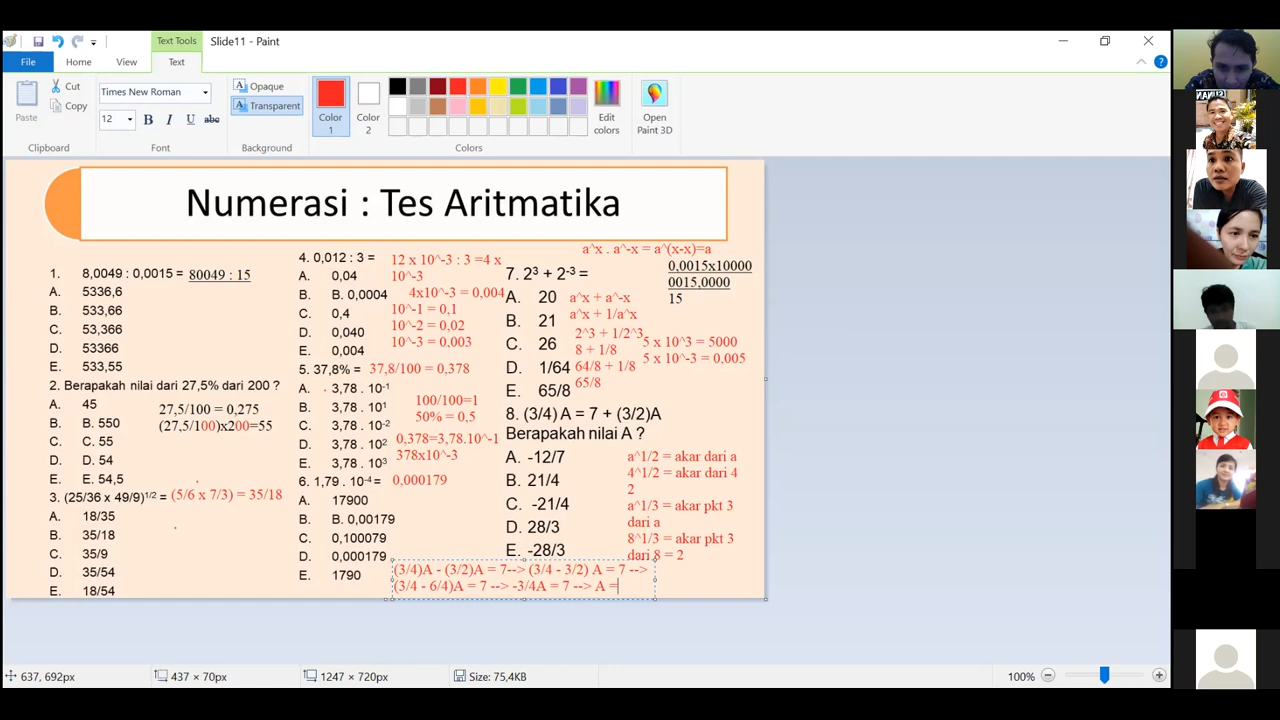 Text Tools
Slide11 - Paint
File
Home
View
Text
Paste
Cut
Copy
Clipboard
Times New Roman
12
B I U abc
Font
Opaque
Transparent
Background
Color 1
Color 2
Edit colors
Colors
Open Paint 3D
Numerasi : Tes Aritmatika
1. 8,0049 : 0,0015 = 80049 : 15
A. 5336,6
B. 533,66
C. 53,366
D. 53366
E. 533,55
2. Berapakah nilai dari 27,5% dari 200 ?
A. 45
B. B. 550
C. C. 55
D. D. 54
E. E. 54,5
27,5/100 = 0,275
(27,5/100)x200=55
3. (25/36 x 49/9)¹/² = (5/6 x 7/3) = 35/18
A. 18/35
B. 35/18
C. 35/9
D. 35/54
E. 18/54
4. 0,012 : 3 =
A. 0,04
B. B. 0,0004
C. 0,4
D. 0,040
E. 0,004
12 x 10^-3 : 3 =4 x
10^-3
4x10^-3 = 0,004
10^-1 = 0,1
10^-2 = 0,02
10^-3 = 0,003
5. 37,8% = 37,8/100 = 0,378
A. 3,78 . 10⁻¹
B. 3,78 . 10¹
C. 3,78 . 10⁻²
D. 3,78 . 10²
E. 3,78 . 10³
100/100=1
50% = 0,5
0,378=3,78.10^-1
378x10^-3
6. 1,79 . 10⁻⁴ = 0,000179
A. 17900
B. B. 0,00179
C. 0,100079
D. 0,000179
E. 1790
a^x . a^-x = a^(x-x)=a
7. 2³ + 2⁻³ =
A. 20
B. 21
C. 26
D. 1/64
E. 65/8
a^x + a^-x
a^x + 1/a^x
2^3 + 1/2^3
8 + 1/8
64/8 + 1/8
65/8
0,0015x10000
0015,0000
15
5 x 10^3 = 5000
5 x 10^-3 = 0,005
8. (3/4) A = 7 + (3/2)A
Berapakah nilai A ?
A. -12/7
B. 21/4
C. -21/4
D. 28/3
E. -28/3
a^1/2 = akar dari a
4^1/2 = akar dari 4
2
a^1/3 = akar pkt 3
dari a
8^1/3 = akar pkt 3
dari 8 = 2
(3/4)A - (3/2)A = 7--> (3/4 - 3/2) A = 7 -->
(3/4 - 6/4)A = 7 --> -3/4A = 7 --> A =
637, 692px
437 × 70px
1247 × 720px
Size: 75,4KB
100%